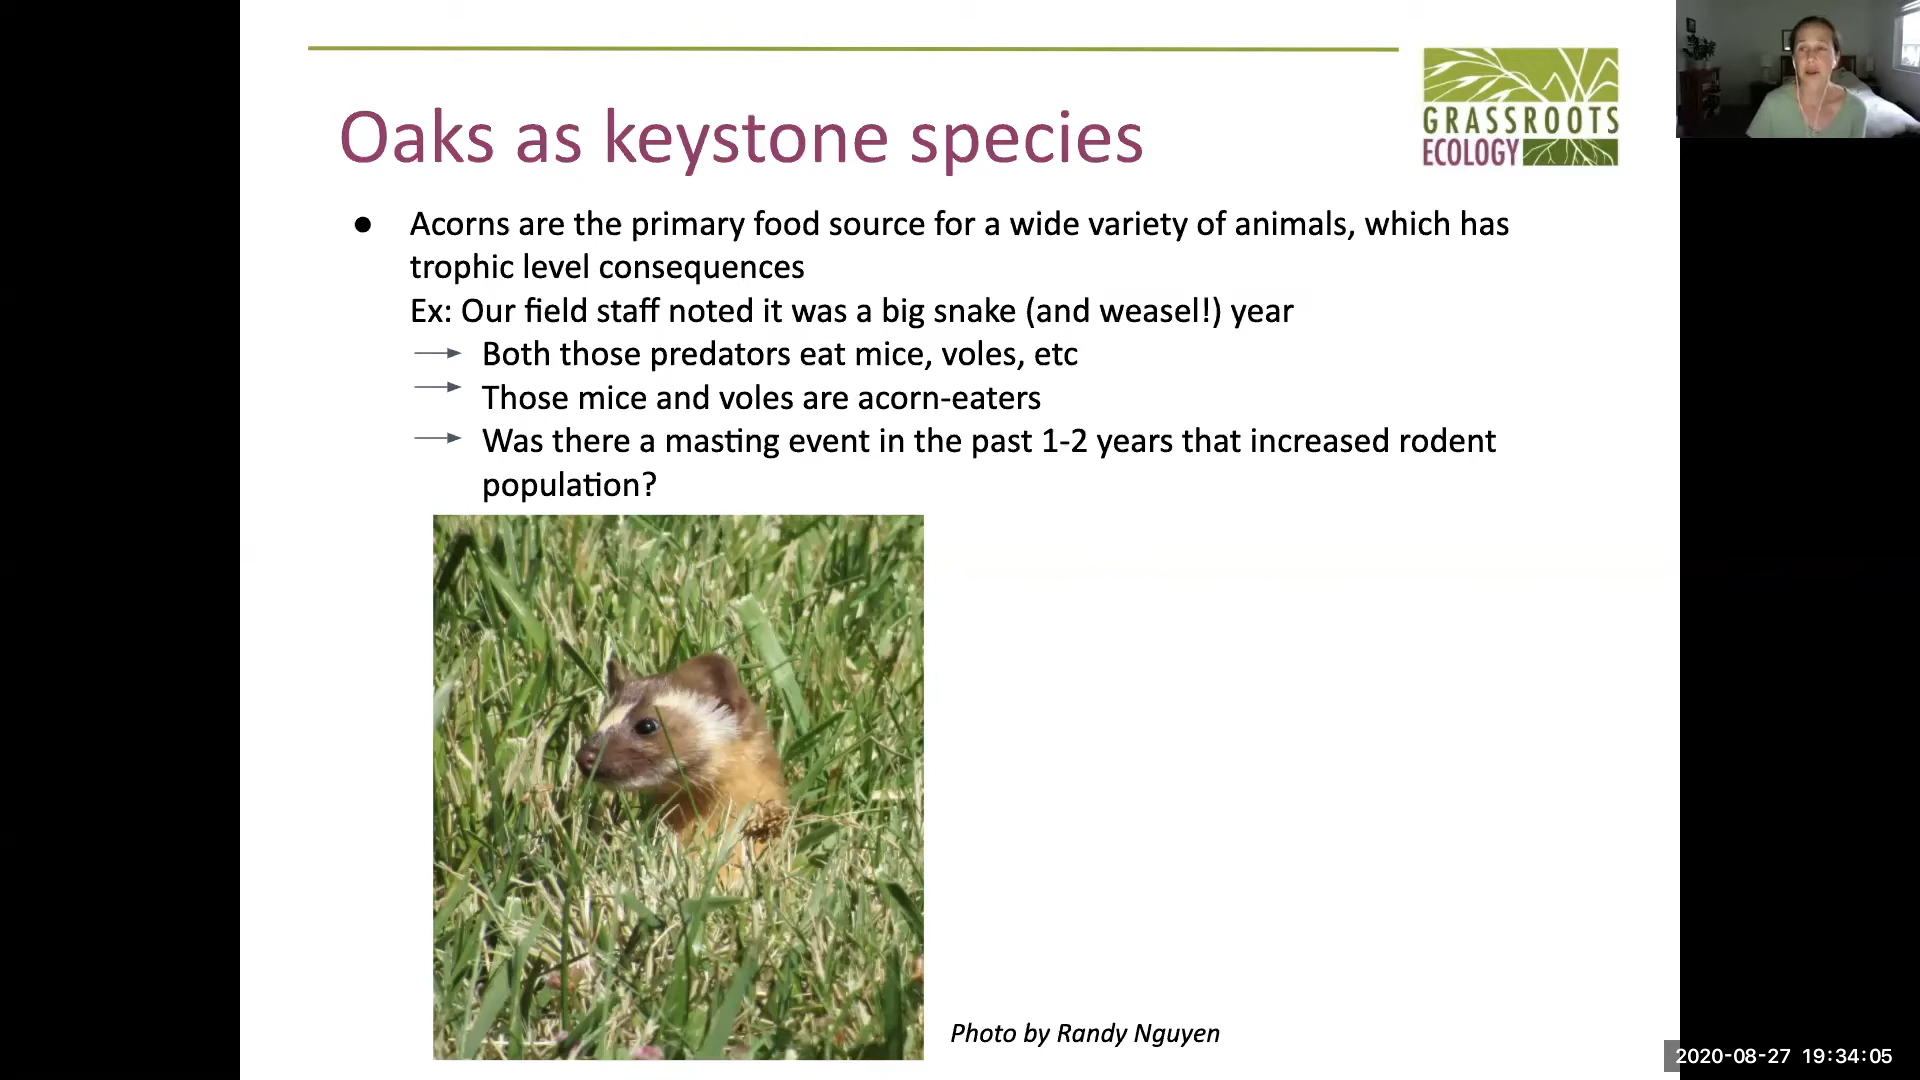 GRASSROOTS
ECOLOGY
Oaks as keystone species
● Acorns are the primary food source for a wide variety of animals, which has
trophic level consequences
Ex: Our field staff noted it was a big snake (and weasel!) year
Both those predators eat mice, voles, etc
Those mice and voles are acorn-eaters
Was there a masting event in the past 1-2 years that increased rodent
population?
Photo by Randy Nguyen
2020-08-27 19:34:05